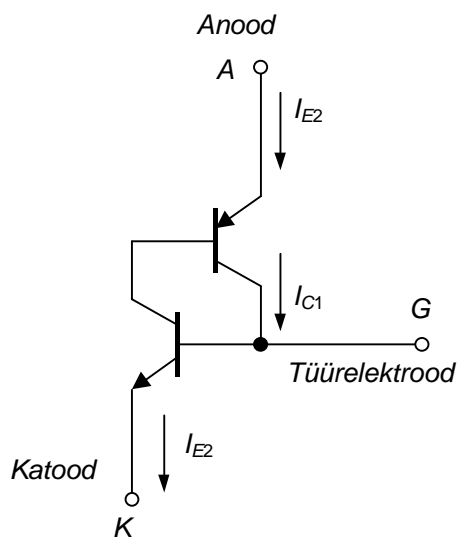 Anood
A
I_E2
I_C1
G
Tüürelektrood
I_E2
Katood
K